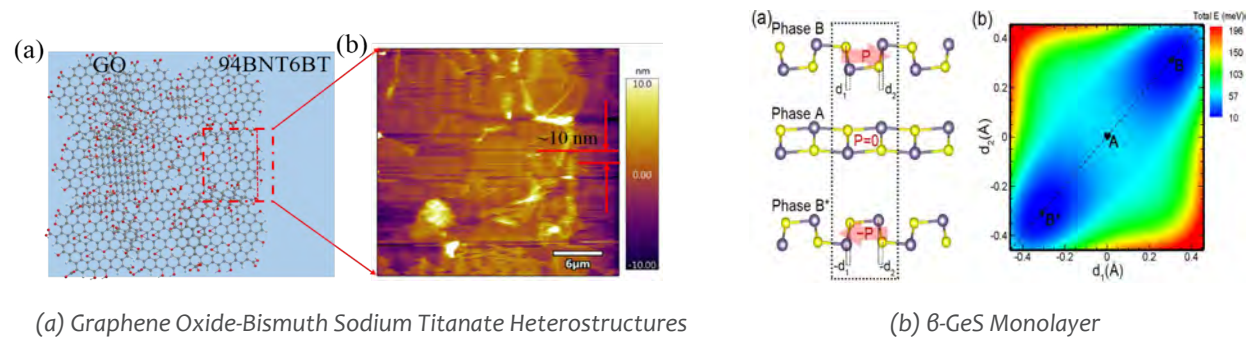 (a)
GO
94BNT6BT
(b)
nm
10.0
~10 nm
0.00
6μm
-10.00
(a)
Phase B
P
d1 d2
Phase A
P=0
Phase B*
-P
-d1 -d2
(b)
Total E (meV)
196
150
103
57
10
d2(Å)
0.4
0.2
0
-0.2
-0.4
B
A
B*
-0.4 -0.2 0 0.2 0.4
d1(Å)
(a) Graphene Oxide-Bismuth Sodium Titanate Heterostructures
(b) β-GeS Monolayer